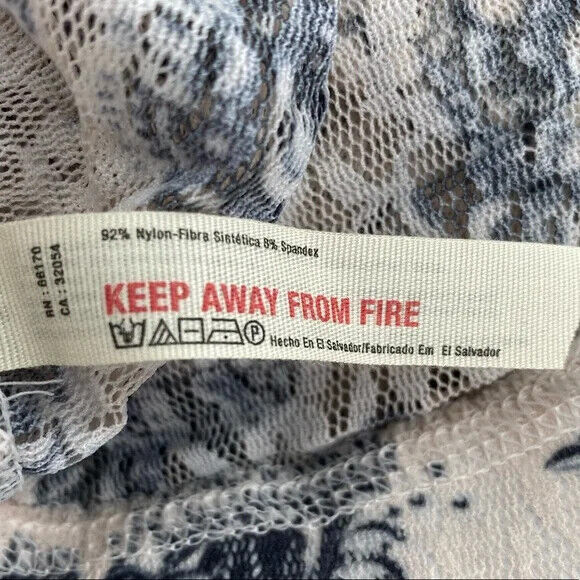 RN : 66170
CA : 32054
92% Nylon-Fibra Sintética 8% Spandex
KEEP AWAY FROM FIRE
P Hecho En El Salvador/Fabricado Em El Salvador